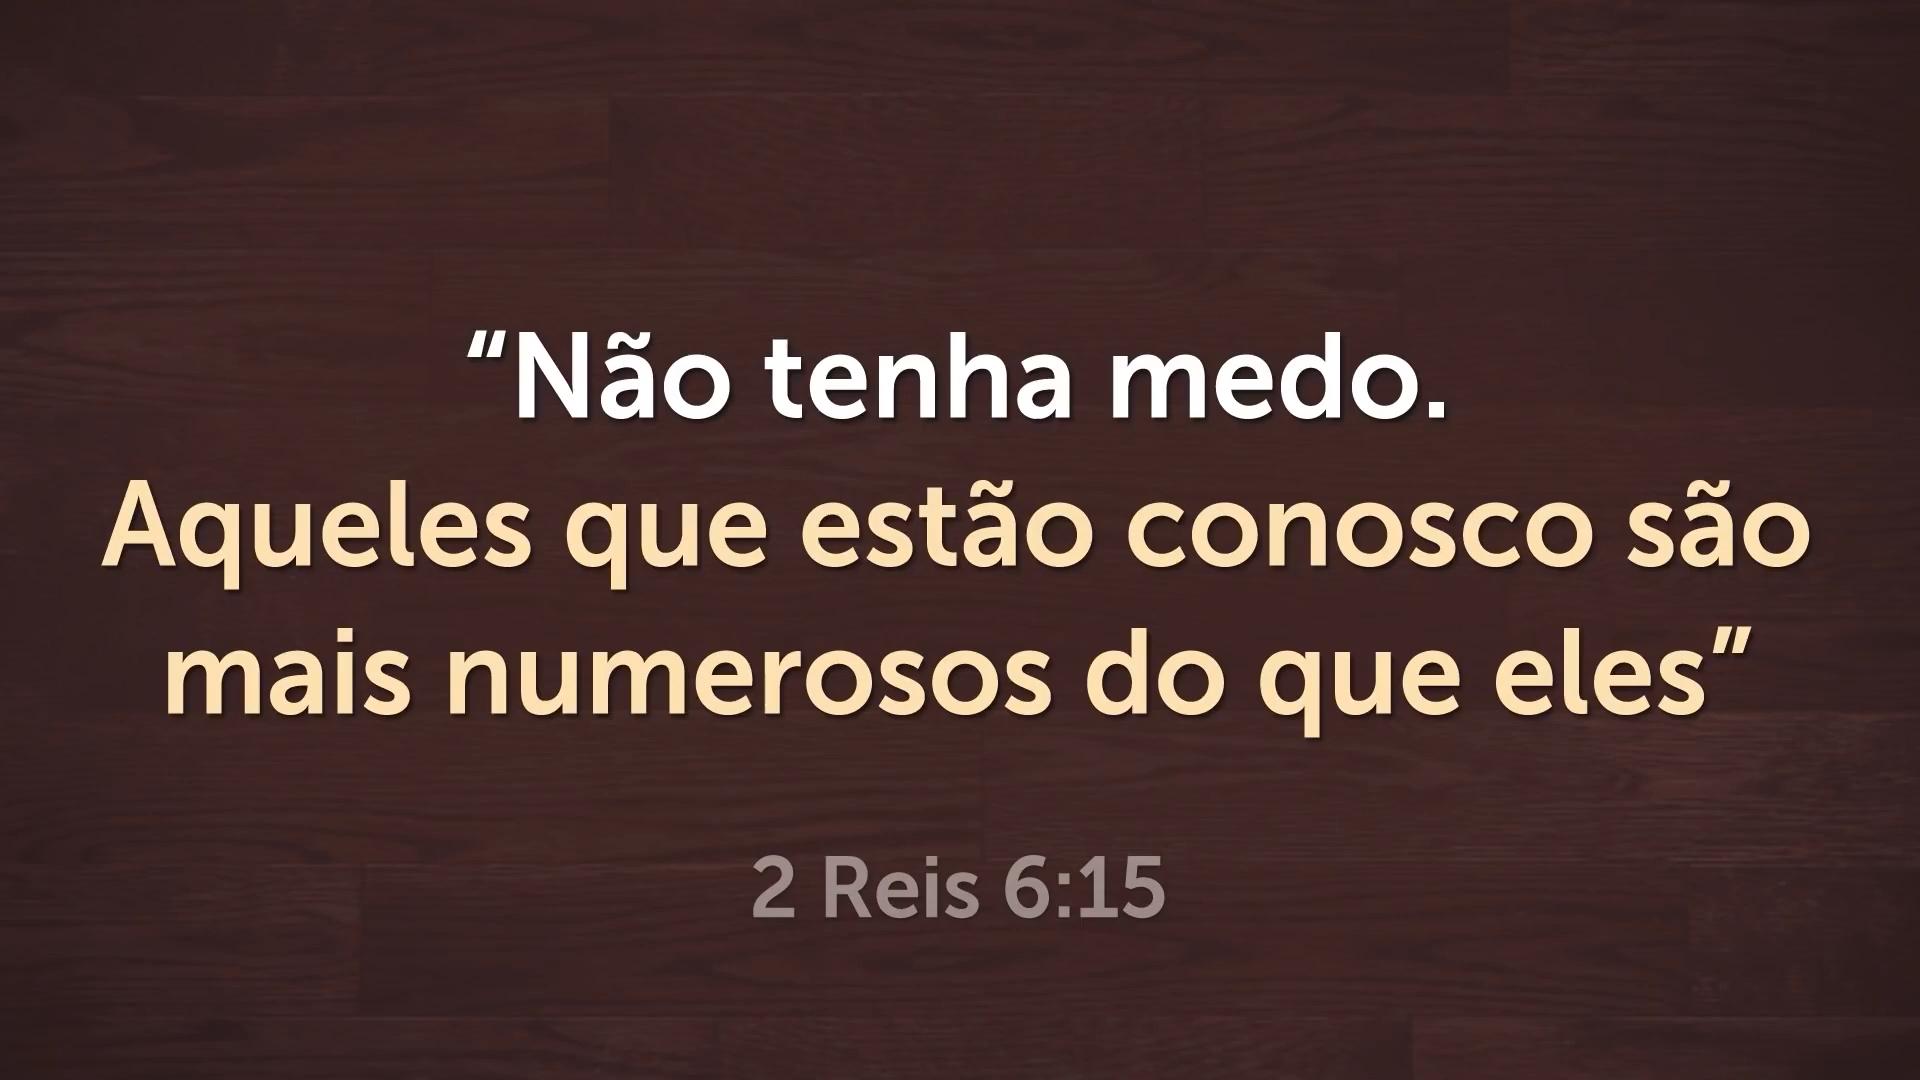 “Não tenha medo.
Aqueles que estão conosco são
mais numerosos do que eles”
2 Reis 6:15